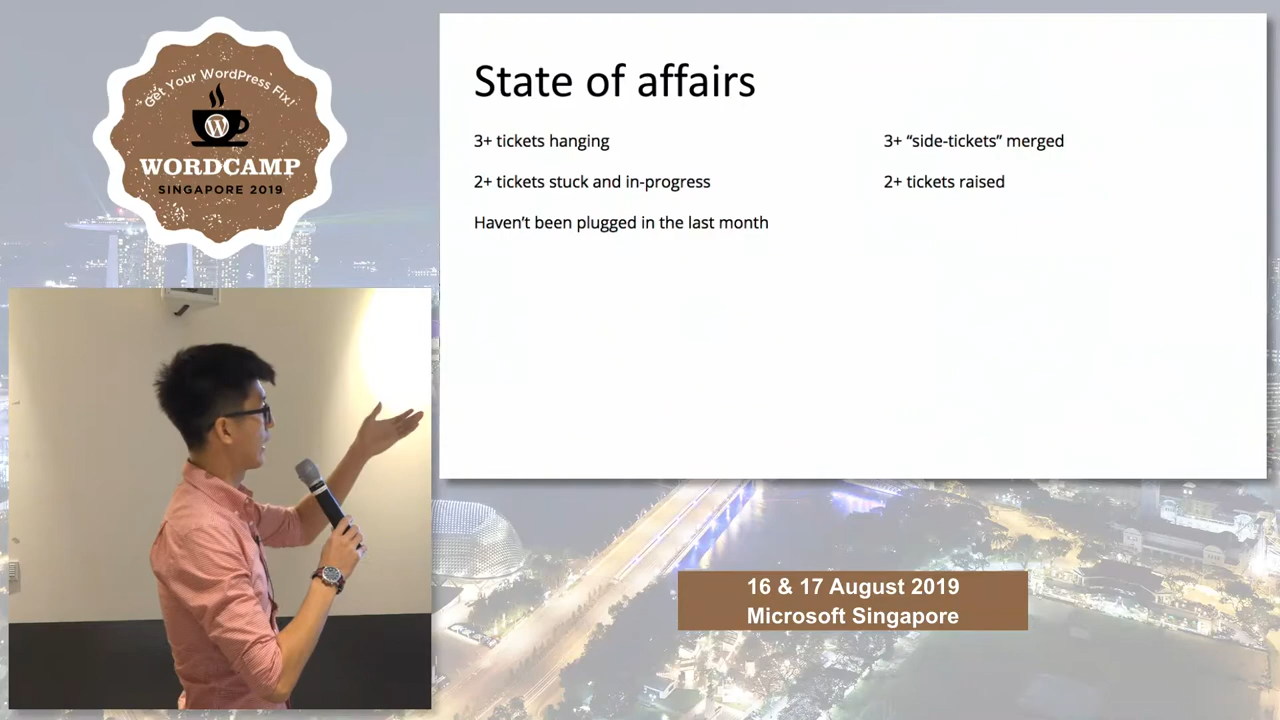 Get Your WordPress Fix!
WORDCAMP
SINGAPORE 2019
State of affairs
3+ tickets hanging
2+ tickets stuck and in-progress
Haven’t been plugged in the last month
3+ “side-tickets” merged
2+ tickets raised
16 & 17 August 2019
Microsoft Singapore